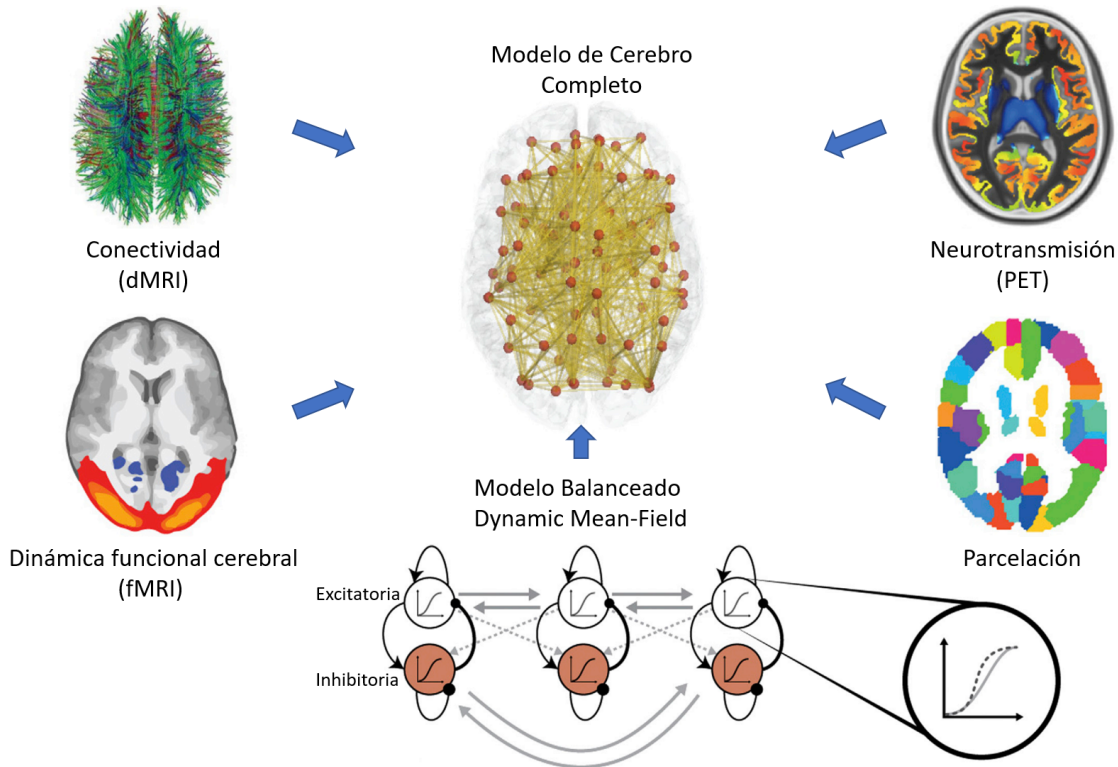 Modelo de Cerebro
Completo
Conectividad
(dMRI)
Neurotransmisión
(PET)
Dinámica funcional cerebral
(fMRI)
Parcelación
Modelo Balanceado
Dynamic Mean-Field
Excitatoria
Inhibitoria